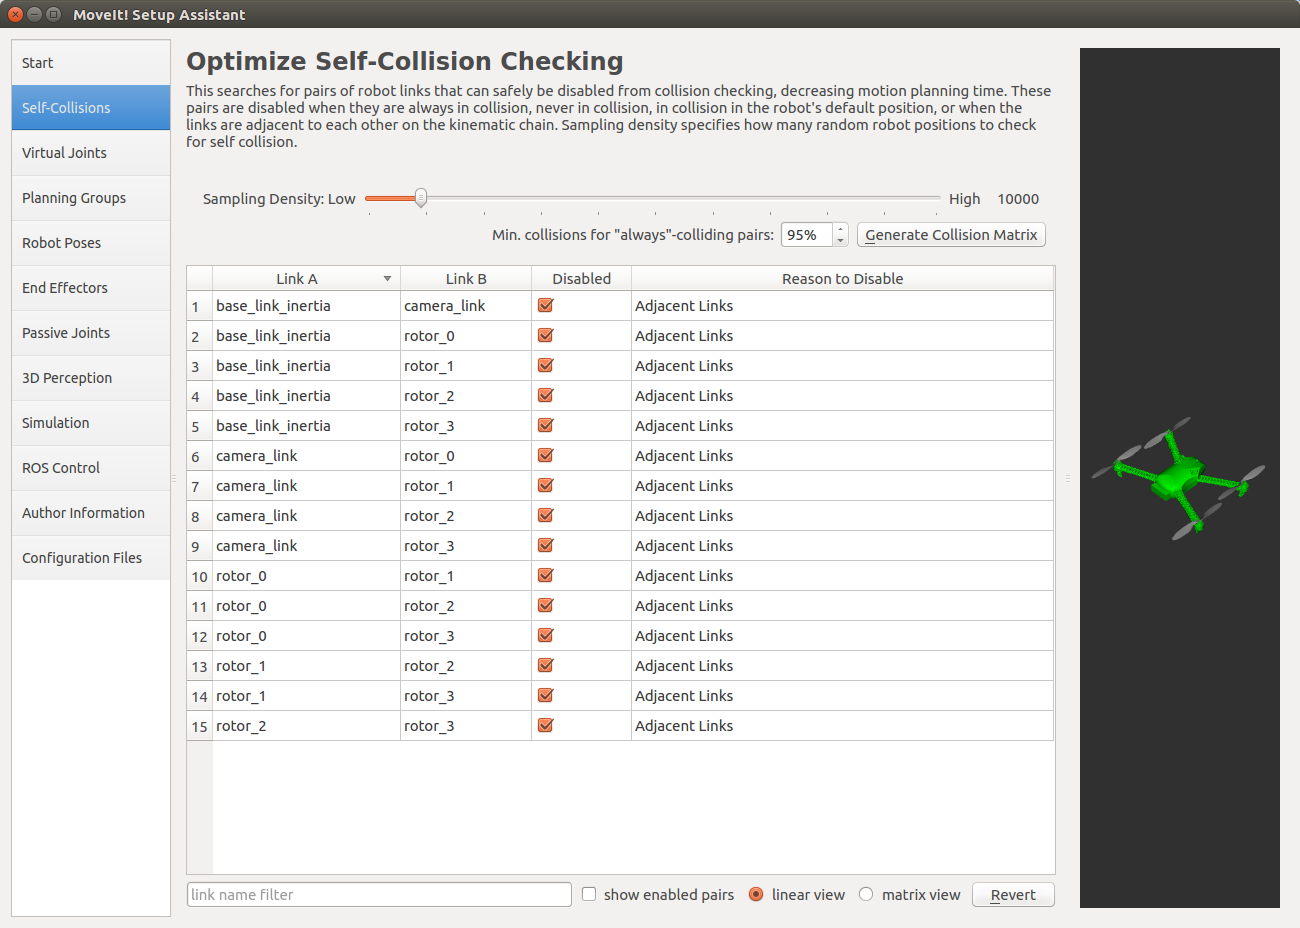 MoveIt! Setup Assistant
Start
Self-Collisions
Virtual Joints
Planning Groups
Robot Poses
End Effectors
Passive Joints
3D Perception
Simulation
ROS Control
Author Information
Configuration Files
Optimize Self-Collision Checking
This searches for pairs of robot links that can safely be disabled from collision checking, decreasing motion planning time. These
pairs are disabled when they are always in collision, never in collision, in collision in the robot's default position, or when the
links are adjacent to each other on the kinematic chain. Sampling density specifies how many random robot positions to check
for self collision.
Sampling Density: Low High 10000
Min. collisions for "always"-colliding pairs: 95% Generate Collision Matrix
Link A Link B Disabled Reason to Disable
1 base_link_inertia camera_link Adjacent Links
2 base_link_inertia rotor_0 Adjacent Links
3 base_link_inertia rotor_1 Adjacent Links
4 base_link_inertia rotor_2 Adjacent Links
5 base_link_inertia rotor_3 Adjacent Links
6 camera_link rotor_0 Adjacent Links
7 camera_link rotor_1 Adjacent Links
8 camera_link rotor_2 Adjacent Links
9 camera_link rotor_3 Adjacent Links
10 rotor_0 rotor_1 Adjacent Links
11 rotor_0 rotor_2 Adjacent Links
12 rotor_0 rotor_3 Adjacent Links
13 rotor_1 rotor_2 Adjacent Links
14 rotor_1 rotor_3 Adjacent Links
15 rotor_2 rotor_3 Adjacent Links
link name filter show enabled pairs linear view matrix view Revert